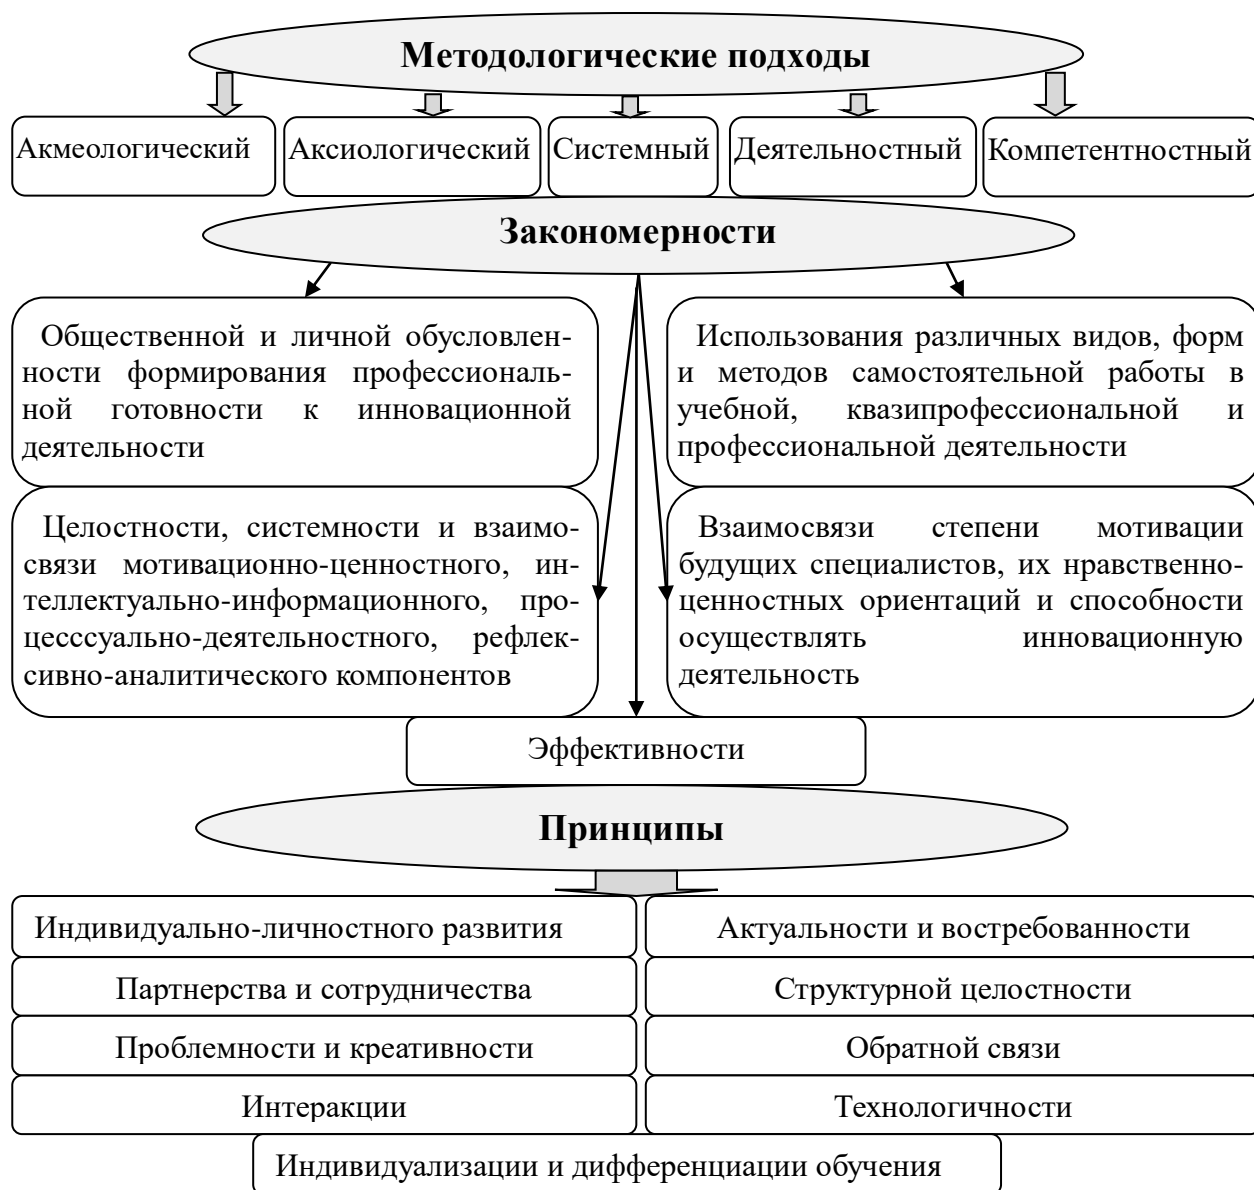 Методологические подходы
Акмеологический
Аксиологический
Системный
Деятельностный
Компетентностный
Закономерности
Общественной и личной обусловлен-
ности формирования профессиональ-
ной готовности к инновационной
деятельности
Использования различных видов, форм
и методов самостоятельной работы в
учебной, квазипрофессиональной и
профессиональной деятельности
Целостности, системности и взаимо-
связи мотивационно-ценностного, ин-
теллектуально-информационного, про-
цесссуально-деятельностного, рефлек-
сивно-аналитического компонентов
Взаимосвязи степени мотивации
будущих специалистов, их нравственно-
ценностных ориентаций и способности
осуществлять инновационную
деятельность
Эффективности
Принципы
Индивидуально-личностного развития
Актуальности и востребованности
Партнерства и сотрудничества
Структурной целостности
Проблемности и креативности
Обратной связи
Интеракции
Технологичности
Индивидуализации и дифференциации обучения